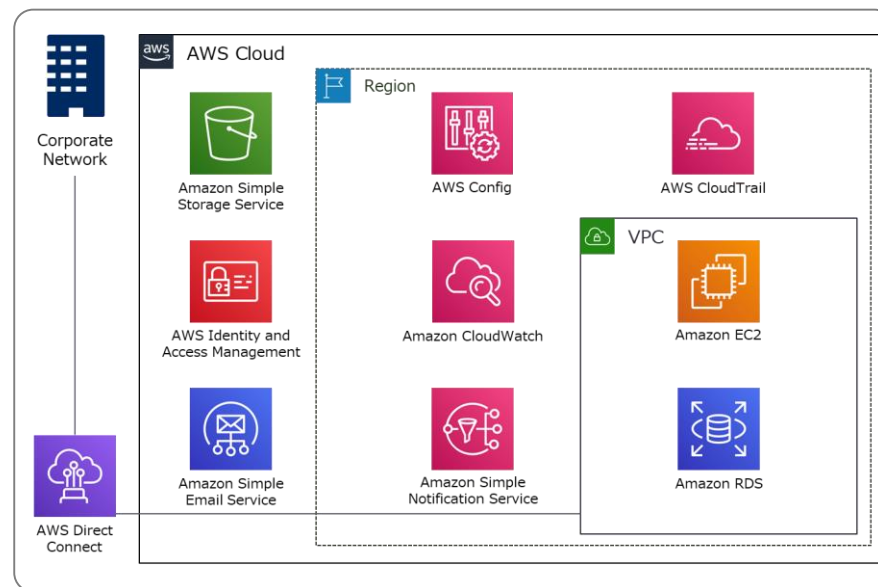 aws
AWS Cloud
Region
Corporate
Network
Amazon Simple
Storage Service
AWS Config
AWS CloudTrail
VPC
AWS Identity and
Access Management
Amazon CloudWatch
Amazon EC2
Amazon Simple
Email Service
Amazon Simple
Notification Service
Amazon RDS
AWS Direct
Connect